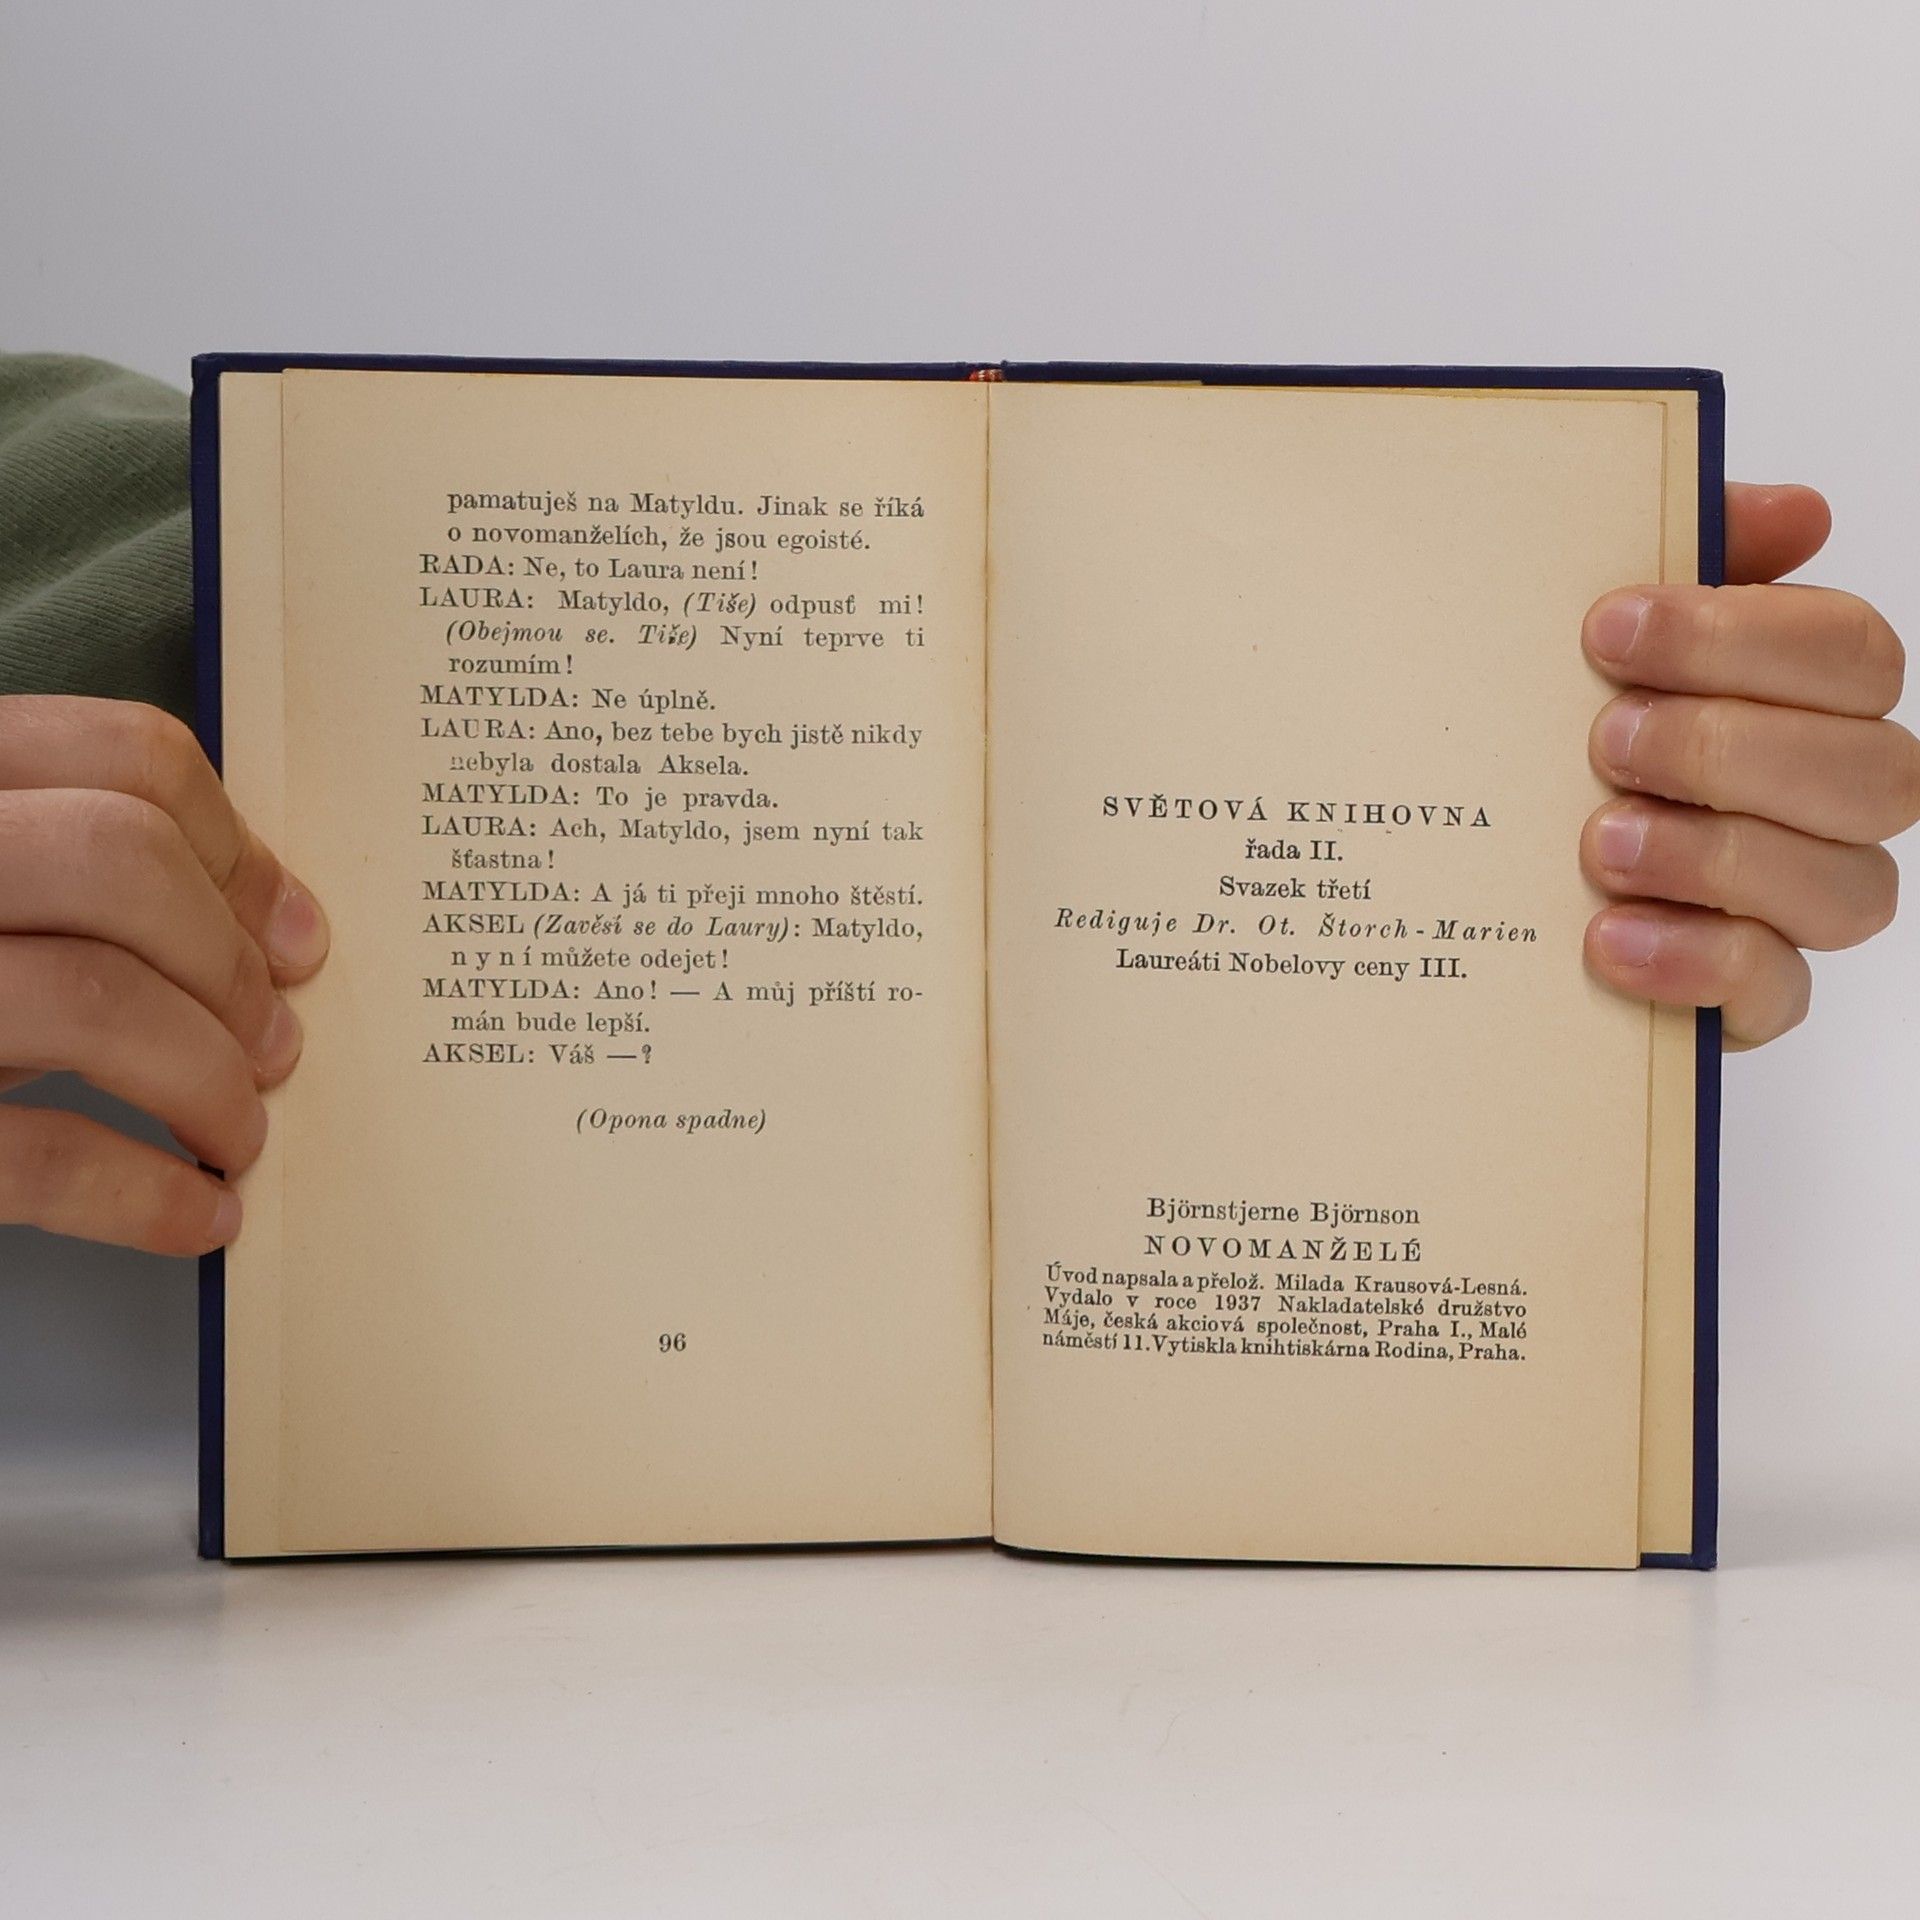 pamatuješ na Matyldu. Jinak se říká
o novomanželích, že jsou egoisté.
RADA: Ne, to Laura není!
LAURA: Matyldo, (Tiše) odpusť mi!
(Obejmou se. Tiše) Nyní teprve ti
rozumím!
MATYLDA: Ne úplně.
LAURA: Ano, bez tebe bych jistě nikdy
nebyla dostala Aksela.
MATYLDA: To je pravda.
LAURA: Ach, Matyldo, jsem nyní tak
šťastna!
MATYLDA: A já ti přeji mnoho štěstí.
AKSEL (Zavěsí se do Laury): Matyldo,
nyní můžete odejet!
MATYLDA: Ano! — A můj příští ro-
mán bude lepší.
AKSEL: Váš —?
(Opona spadne)
96
SVĚTOVÁ KNIHOVNA
řada II.
Svazek třetí
Rediguje Dr. Ot. Štorch-Marien
Laureáti Nobelovy ceny III.
Björnstjerne Björnson
NOVOMANŽELÉ
Úvod napsala a přelož. Milada Krausová-Lesná.
Vydalo v roce 1937 Nakladatelské družstvo
Máje, česká akciová společnost, Praha I., Malé
náměstí 11. Vytiskla knihtiskárna Rodina, Praha.